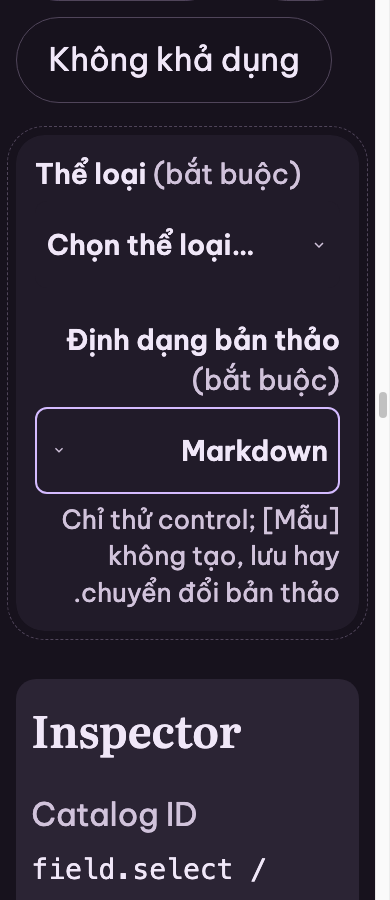 Không khả dụng
Thể loại (bắt buộc)
Chọn thể loại...
Định dạng bản thảo
(bắt buộc)
Markdown
[Mẫu] Chỉ thử control;
không tạo, lưu hay
chuyển đổi bản thảo.
Inspector
Catalog ID
field.select /